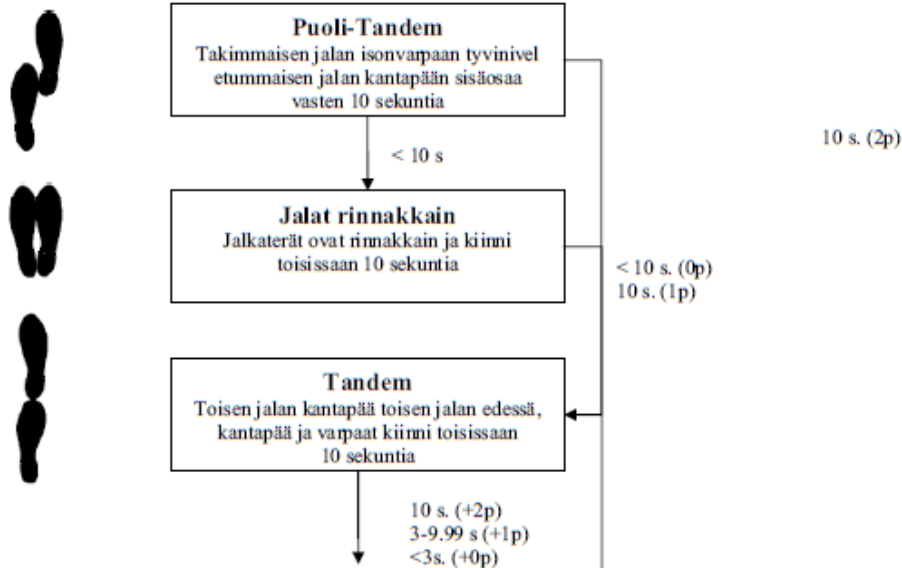 Puoli-Tandem
Takimmaisen jalan isonvarpaan tyvinivel
etummaisen jalan kantapään sisäosaa
vasten 10 sekuntia
10 s. (2p)
< 10 s
Jalat rinnakkain
Jalkaterät ovat rinnakkain ja kiinni
toisissaan 10 sekuntia
< 10 s. (0p)
10 s. (1p)
Tandem
Toisen jalan kantapää toisen jalan edessä,
kantapää ja varpaat kiinni toisissaan
10 sekuntia
10 s. (+2p)
3-9.99 s (+1p)
<3s. (+0p)